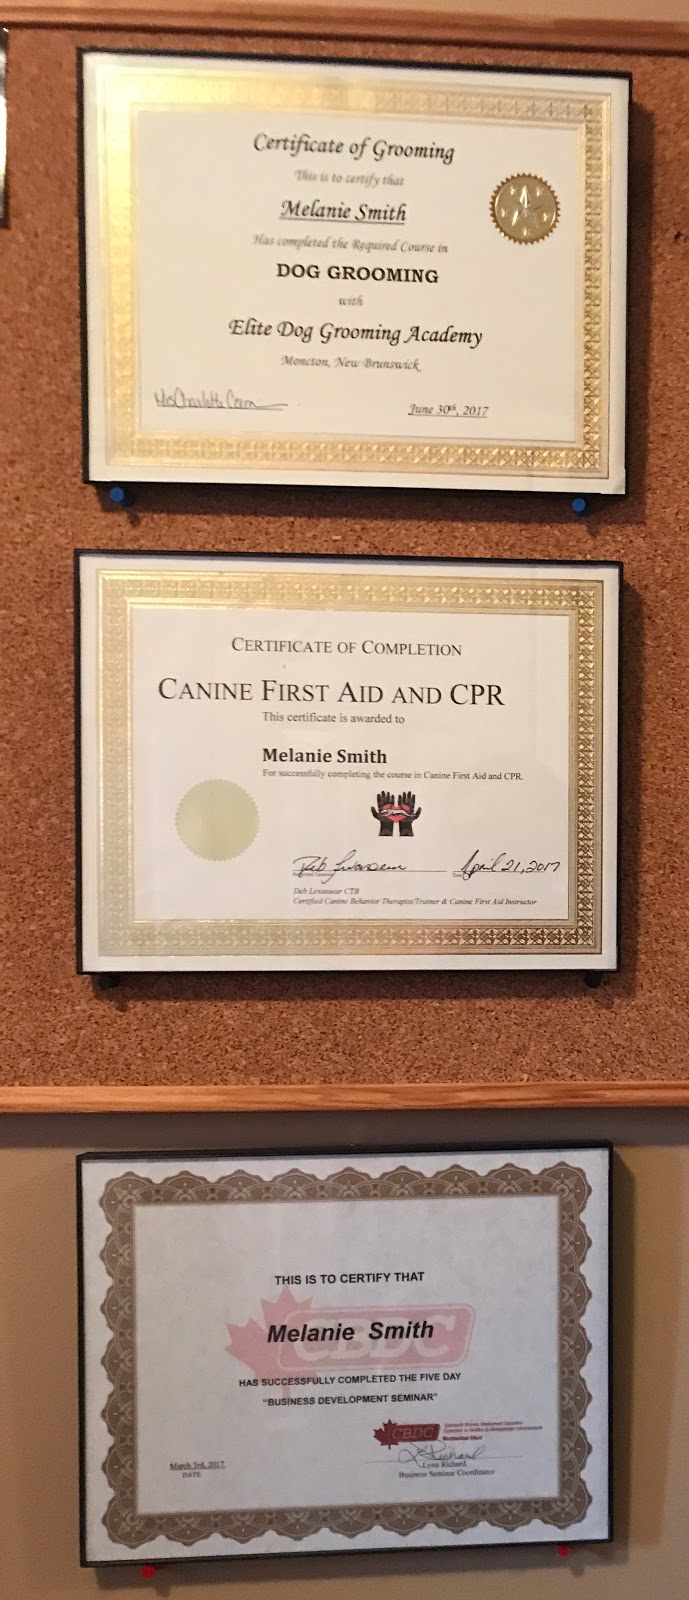 Certificate of Grooming
This is to certify that
Melanie Smith
Has completed the Required Course in
DOG GROOMING
with
Elite Dog Grooming Academy
Moncton, New Brunswick
June 30th, 2017
CERTIFICATE OF COMPLETION
CANINE FIRST AID AND CPR
This certificate is awarded to
Melanie Smith
For successfully completing the course in Canine First Aid and CPR.
Deb Levasseur April 21, 2017
Deb Levasseur CTB
Certified Canine Behavior Therapist/Trainer & Canine First Aid Instructor
THIS IS TO CERTIFY THAT
CBDC
Melanie Smith
HAS SUCCESSFULLY COMPLETED THE FIVE DAY
"BUSINESS DEVELOPMENT SEMINAR"
CBDC
March 3rd, 2017
DATE
Lynn Richard,
Business Seminar Coordinator